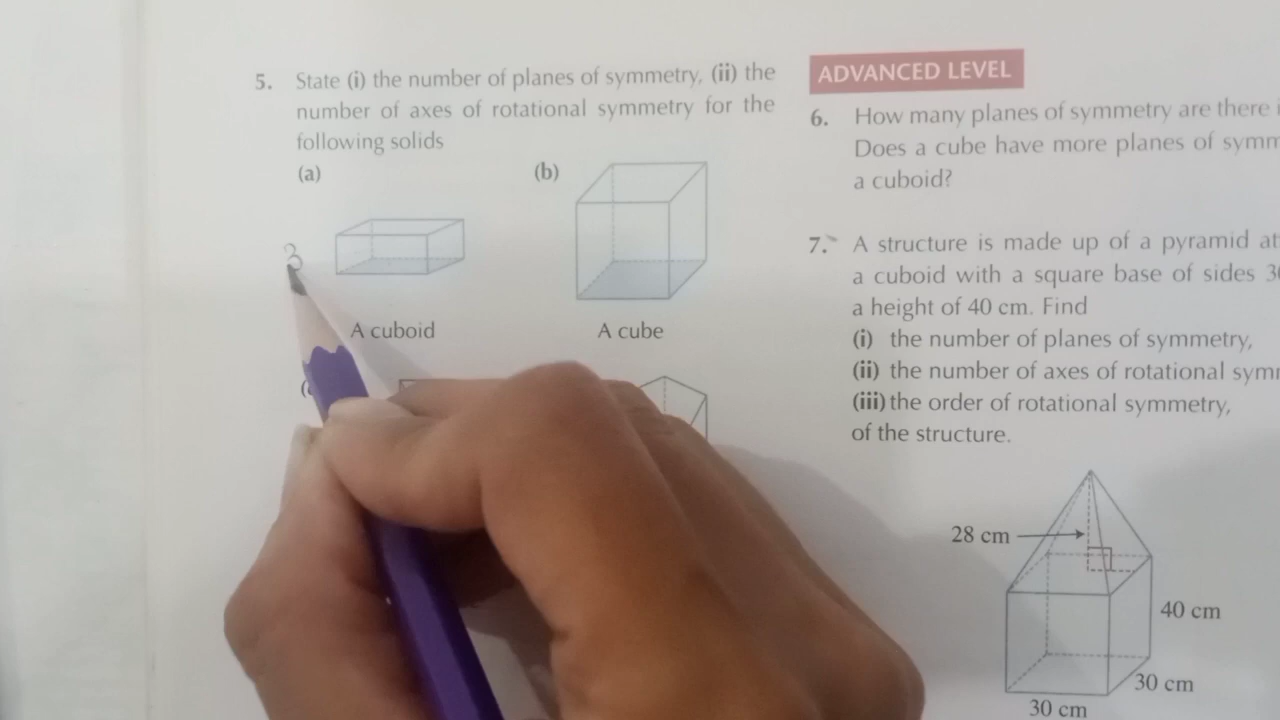 5. State (i) the number of planes of symmetry, (ii) the
number of axes of rotational symmetry for the
following solids
(a)
(b)
3
A cuboid
A cube
ADVANCED LEVEL
6. How many planes of symmetry are there
Does a cube have more planes of
a cuboid?
7. A structure is made up of a pyramid
a cuboid with a square base of sides
a height of 40 cm. Find
(i) the number of planes of symmetry,
(ii) the number of axes of rotational
(iii) the order of rotational symmetry,
of the structure.
28 cm
40 cm
30 cm
30 cm